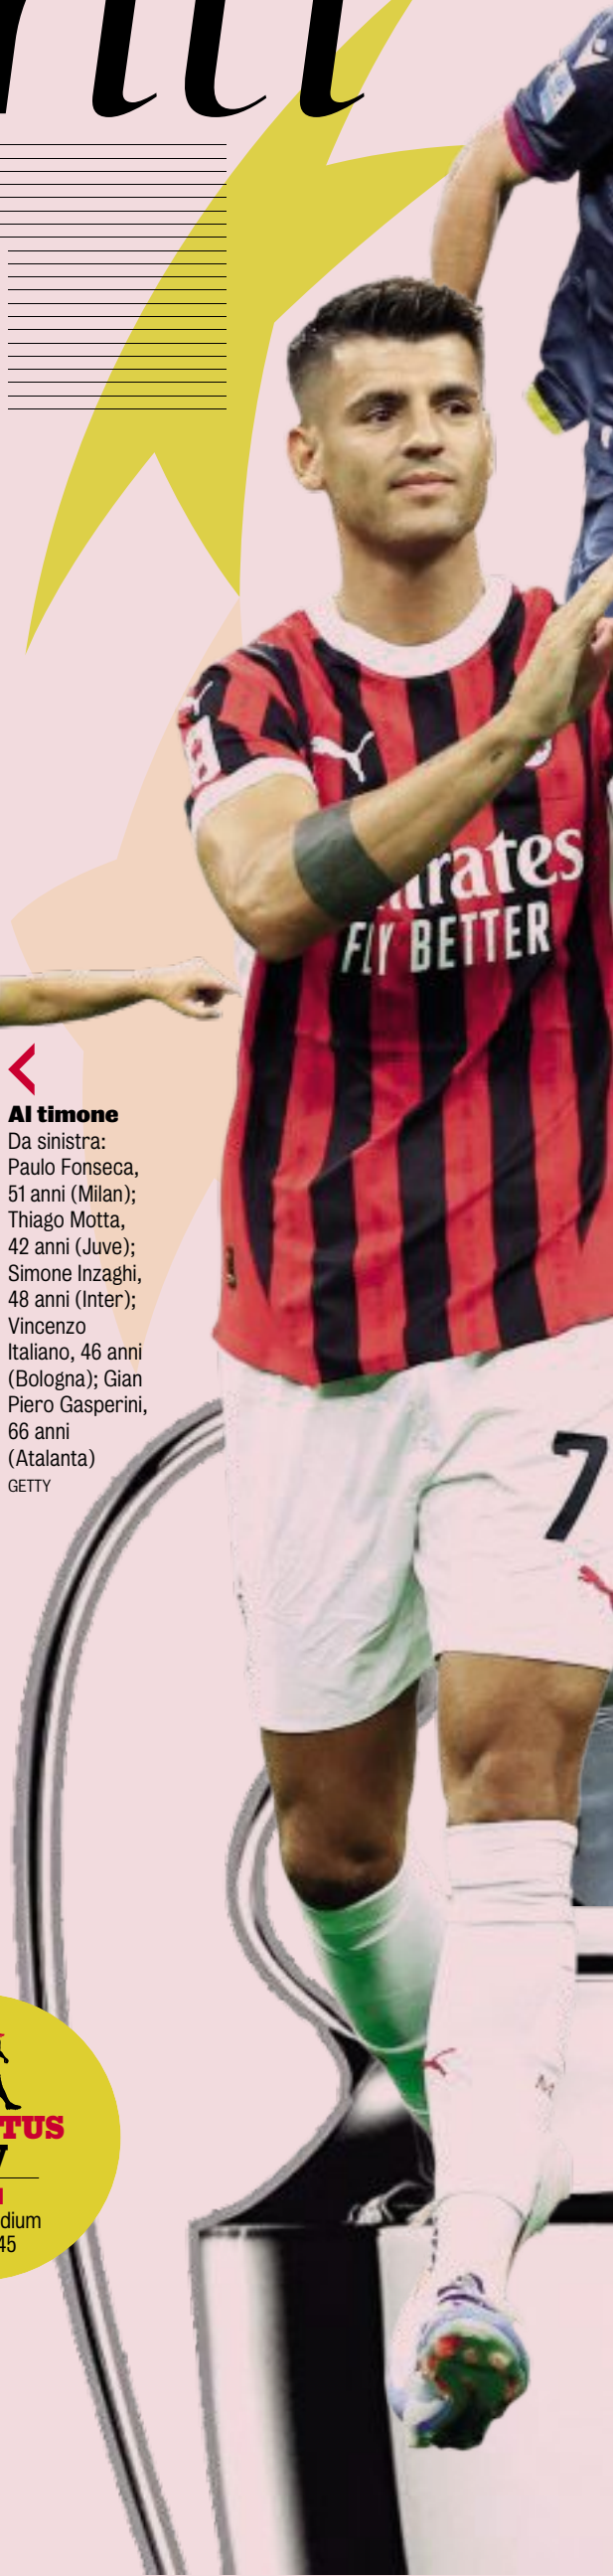 Emirates
FLY BETTER
Al timone
Da sinistra:
Paulo Fonseca,
51 anni (Milan);
Thiago Motta,
42 anni (Juve);
Simone Inzaghi,
48 anni (Inter);
Vincenzo
Italiano, 46 anni
(Bologna); Gian
Piero Gasperini,
66 anni
(Atalanta)
GETTY
7
TUS
dium
45